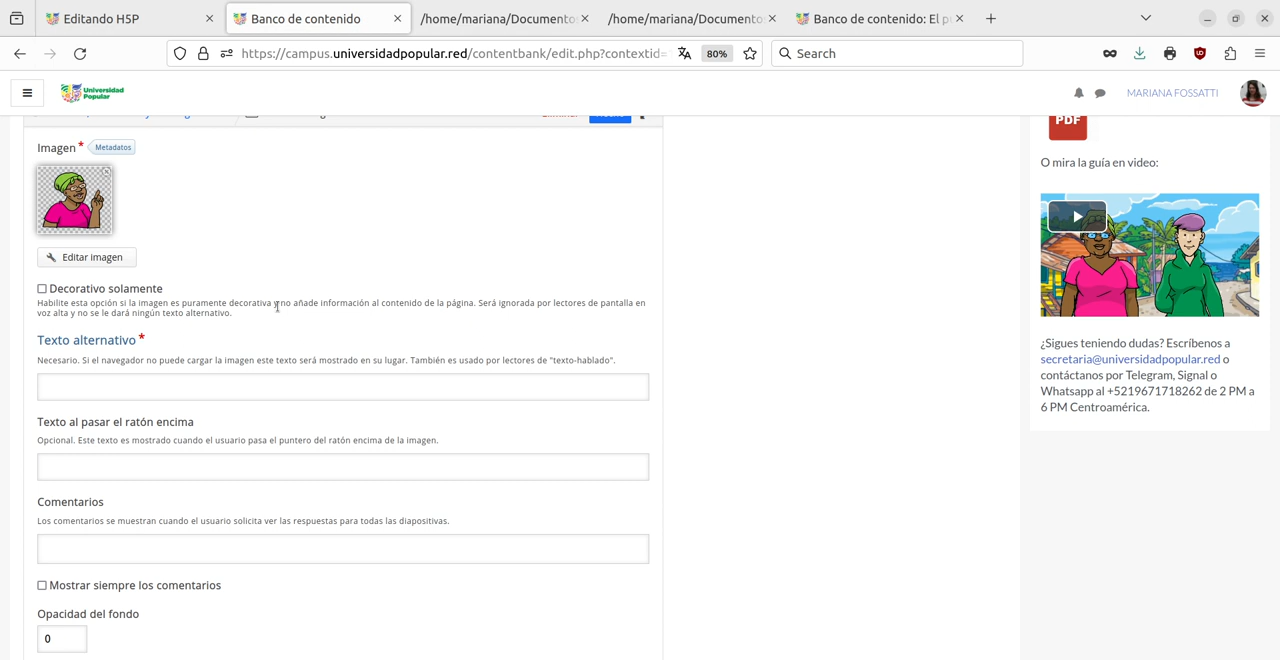 Editando H5P
Banco de contenido
/home/mariana/Documento
/home/mariana/Documento
Banco de contenido: El p
https://campus.universidadpopular.red/contentbank/edit.php?contextid=
80%
Search
Universidad
Popular
MARIANA FOSSATTI
Imagen *
Metadatos
Editar imagen
Decorativo solamente
Habilite esta opción si la imagen es puramente decorativa y no añade información al contenido de la página. Será ignorada por lectores de pantalla en
voz alta y no se le dará ningún texto alternativo.
Texto alternativo *
Necesario. Si el navegador no puede cargar la imagen este texto será mostrado en su lugar. También es usado por lectores de "texto-hablado".
Texto al pasar el ratón encima
Opcional. Este texto es mostrado cuando el usuario pasa el puntero del ratón encima de la imagen.
Comentarios
Los comentarios se muestran cuando el usuario solicita ver las respuestas para todas las diapositivas.
Mostrar siempre los comentarios
Opacidad del fondo
0
PDF
O mira la guía en video:
¿Sigues teniendo dudas? Escríbenos a
secretaria@universidadpopular.red o
contáctanos por Telegram, Signal o
Whatsapp al +5219671718262 de 2 PM a
6 PM Centroamérica.